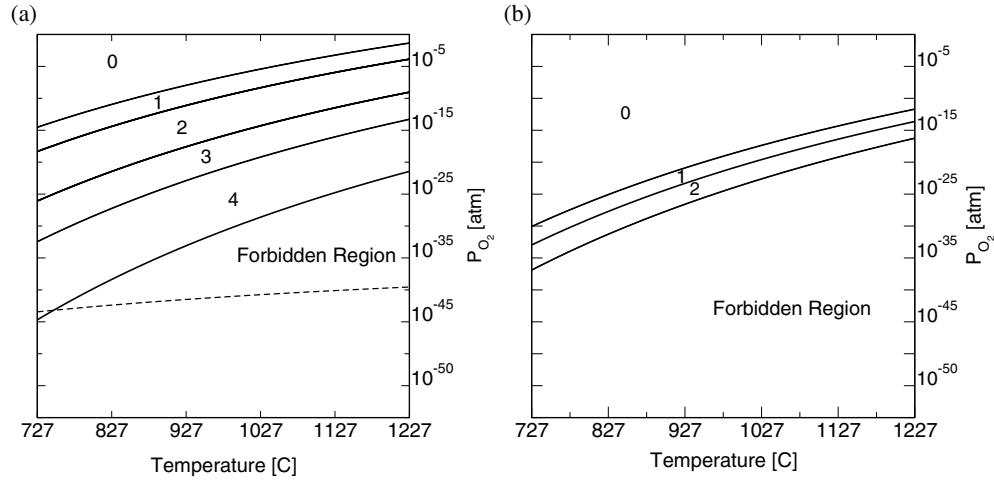 (a)
0
1
2
3
4
Forbidden Region
10^-5
10^-15
10^-25
10^-35
10^-45
10^-50
P_O2 [atm]
727 827 927 1027 1127 1227
Temperature [C]
(b)
0
1
2
Forbidden Region
10^-5
10^-15
10^-25
10^-35
10^-45
10^-50
P_O2 [atm]
727 827 927 1027 1127 1227
Temperature [C]